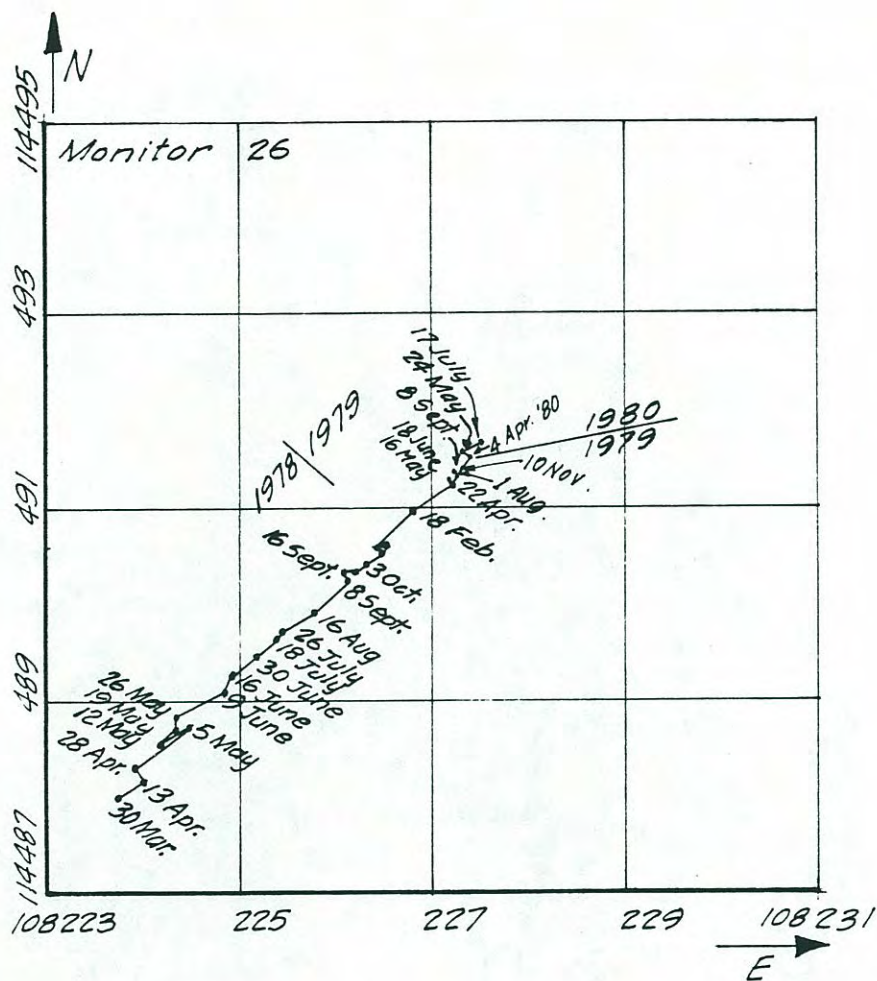 N
114495
Monitor 26
493
17 July
24 May
8 Sept.
4 Apr. '80
1980
1979
18 June
16 May
1978 1979
10 Nov.
1 Aug.
22 Apr.
491
18 Feb.
16 Sept.
3 Oct.
8 Sept.
16 Aug
26 July
18 July
30 June
16 June
9 June
489
26 May
19 May
12 May
5 May
28 Apr.
13 Apr.
30 Mar.
114487
108223 225 227 229 108231
E